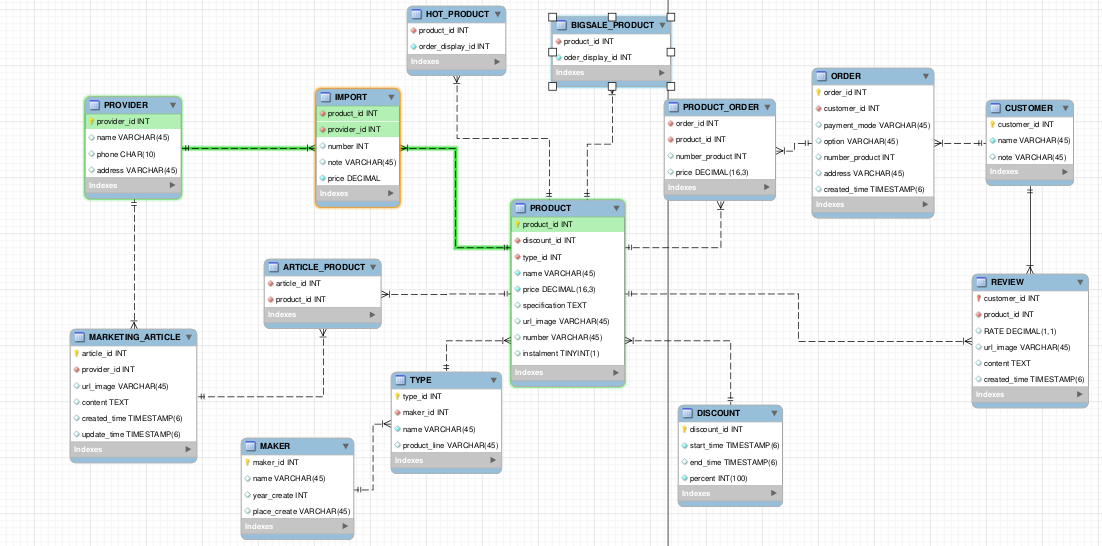 HOT_PRODUCT
product_id INT
order_display_id INT
Indexes
BIGSALE_PRODUCT
product_id INT
oder_display_id INT
Indexes
PROVIDER
provider_id INT
name VARCHAR(45)
phone CHAR(10)
address VARCHAR(45)
Indexes
IMPORT
product_id INT
provider_id INT
number INT
note VARCHAR(45)
price DECIMAL
Indexes
PRODUCT_ORDER
order_id INT
product_id INT
number_product INT
price DECIMAL(16,3)
Indexes
ORDER
order_id INT
customer_id INT
payment_mode VARCHAR(45)
option VARCHAR(45)
number_product INT
address VARCHAR(45)
created_time TIMESTAMP(6)
Indexes
CUSTOMER
customer_id INT
name VARCHAR(45)
note VARCHAR(45)
Indexes
PRODUCT
product_id INT
discount_id INT
type_id INT
name VARCHAR(45)
price DECIMAL(16,3)
specification TEXT
url_image VARCHAR(45)
number VARCHAR(45)
instalment TINYINT(1)
Indexes
ARTICLE_PRODUCT
article_id INT
product_id INT
Indexes
REVIEW
customer_id INT
product_id INT
RATE DECIMAL(1,1)
url_image VARCHAR(45)
content TEXT
created_time TIMESTAMP(6)
Indexes
MARKETING_ARTICLE
article_id INT
provider_id INT
url_image VARCHAR(45)
content TEXT
created_time TIMESTAMP(6)
update_time TIMESTAMP(6)
Indexes
TYPE
type_id INT
maker_id INT
name VARCHAR(45)
product_line VARCHAR(45)
Indexes
DISCOUNT
discount_id INT
start_time TIMESTAMP(6)
end_time TIMESTAMP(6)
percent INT(100)
Indexes
MAKER
maker_id INT
name VARCHAR(45)
year_create INT
place_create VARCHAR(45)
Indexes